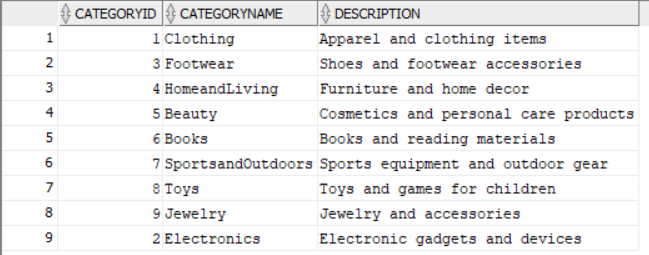 CATEGORYID CATEGORYNAME DESCRIPTION
1 1 Clothing Apparel and clothing items
2 3 Footwear Shoes and footwear accessories
3 4 HomeandLiving Furniture and home decor
4 5 Beauty Cosmetics and personal care products
5 6 Books Books and reading materials
6 7 SportsandOutdoors Sports equipment and outdoor gear
7 8 Toys Toys and games for children
8 9 Jewelry Jewelry and accessories
9 2 Electronics Electronic gadgets and devices